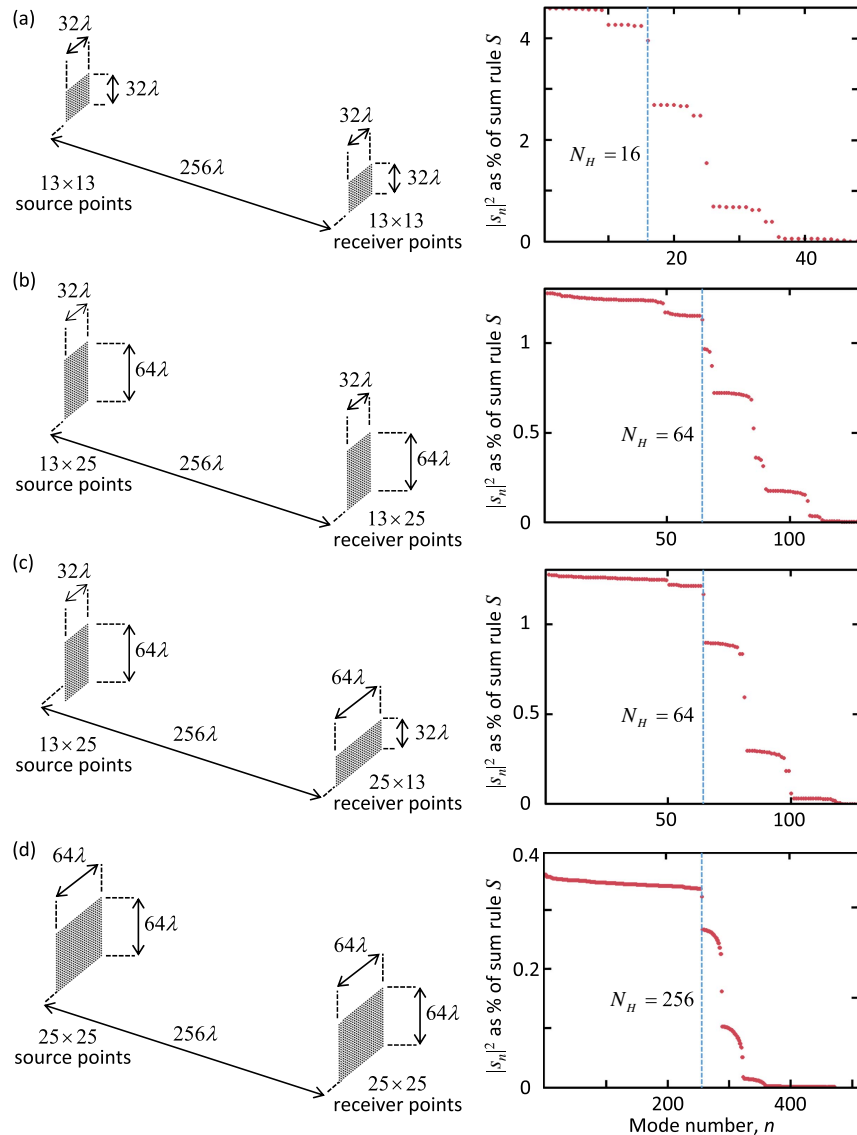 (a)
32λ
32λ
256λ
13×13
source points
32λ
32λ
13×13
receiver points
|sₙ|² as % of sum rule S
4
2
0
N_H = 16
20
40
(b)
32λ
64λ
256λ
13×25
source points
32λ
64λ
13×25
receiver points
|sₙ|² as % of sum rule S
1
0.5
0
N_H = 64
50
100
(c)
32λ
64λ
256λ
13×25
source points
64λ
32λ
25×13
receiver points
|sₙ|² as % of sum rule S
1
0.5
0
N_H = 64
50
100
(d)
64λ
64λ
256λ
25×25
source points
64λ
64λ
25×25
receiver points
|sₙ|² as % of sum rule S
0.4
0.2
0
N_H = 256
200
400
Mode number, n